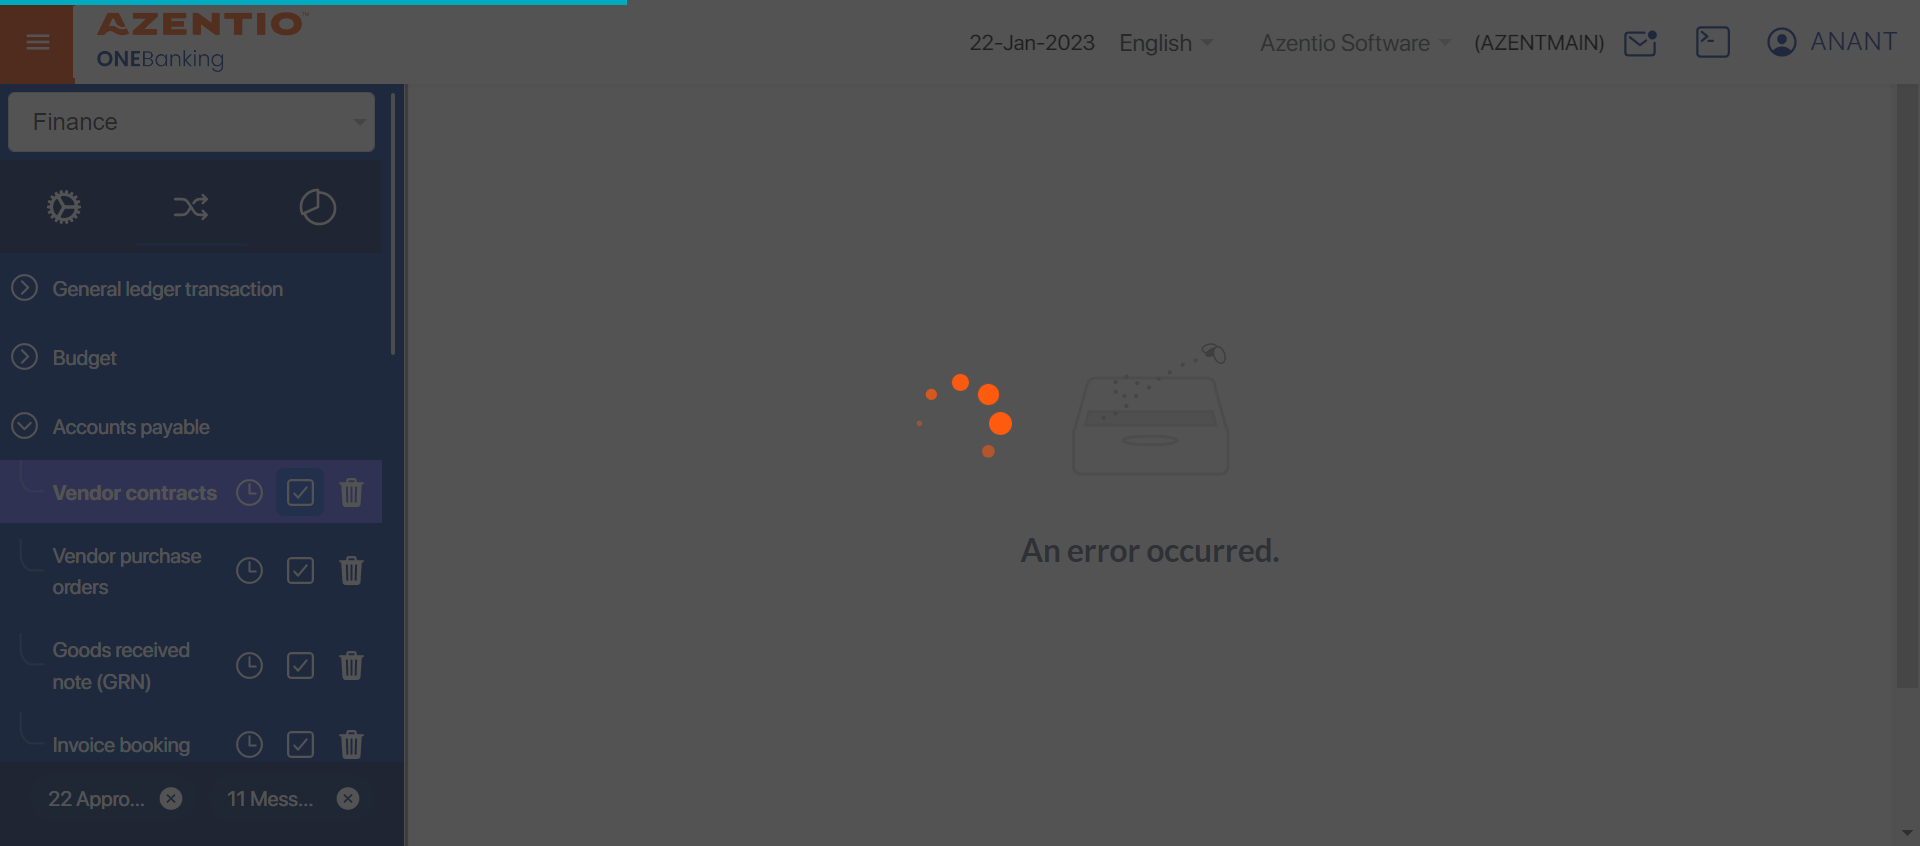 AZENTIO™
ONEBanking
22-Jan-2023
English
Azentio Software
(AZENTMAIN)
ANANT
Finance
General ledger transaction
Budget
Accounts payable
Vendor contracts
Vendor purchase
orders
Goods received
note (GRN)
Invoice booking
22 Appro...
11 Mess...
An error occurred.